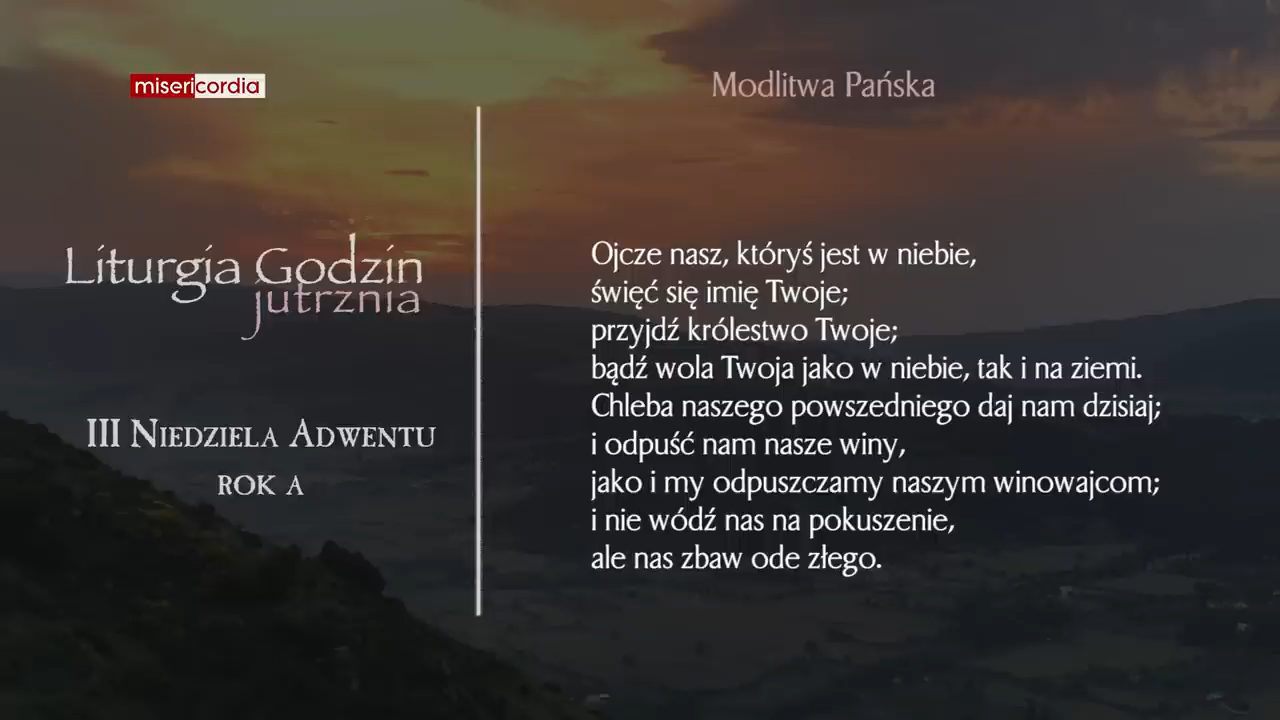 misericordia
Liturgia Godzin
jutrznia
III Niedziela Adwentu
rok a
Modlitwa Pańska
Ojcze nasz, któryś jest w niebie,
święć się imię Twoje;
przyjdź królestwo Twoje;
bądź wola Twoja jako w niebie, tak i na ziemi.
Chleba naszego powszedniego daj nam dzisiaj;
i odpuść nam nasze winy,
jako i my odpuszczamy naszym winowajcom;
i nie wódź nas na pokuszenie,
ale nas zbaw ode złego.